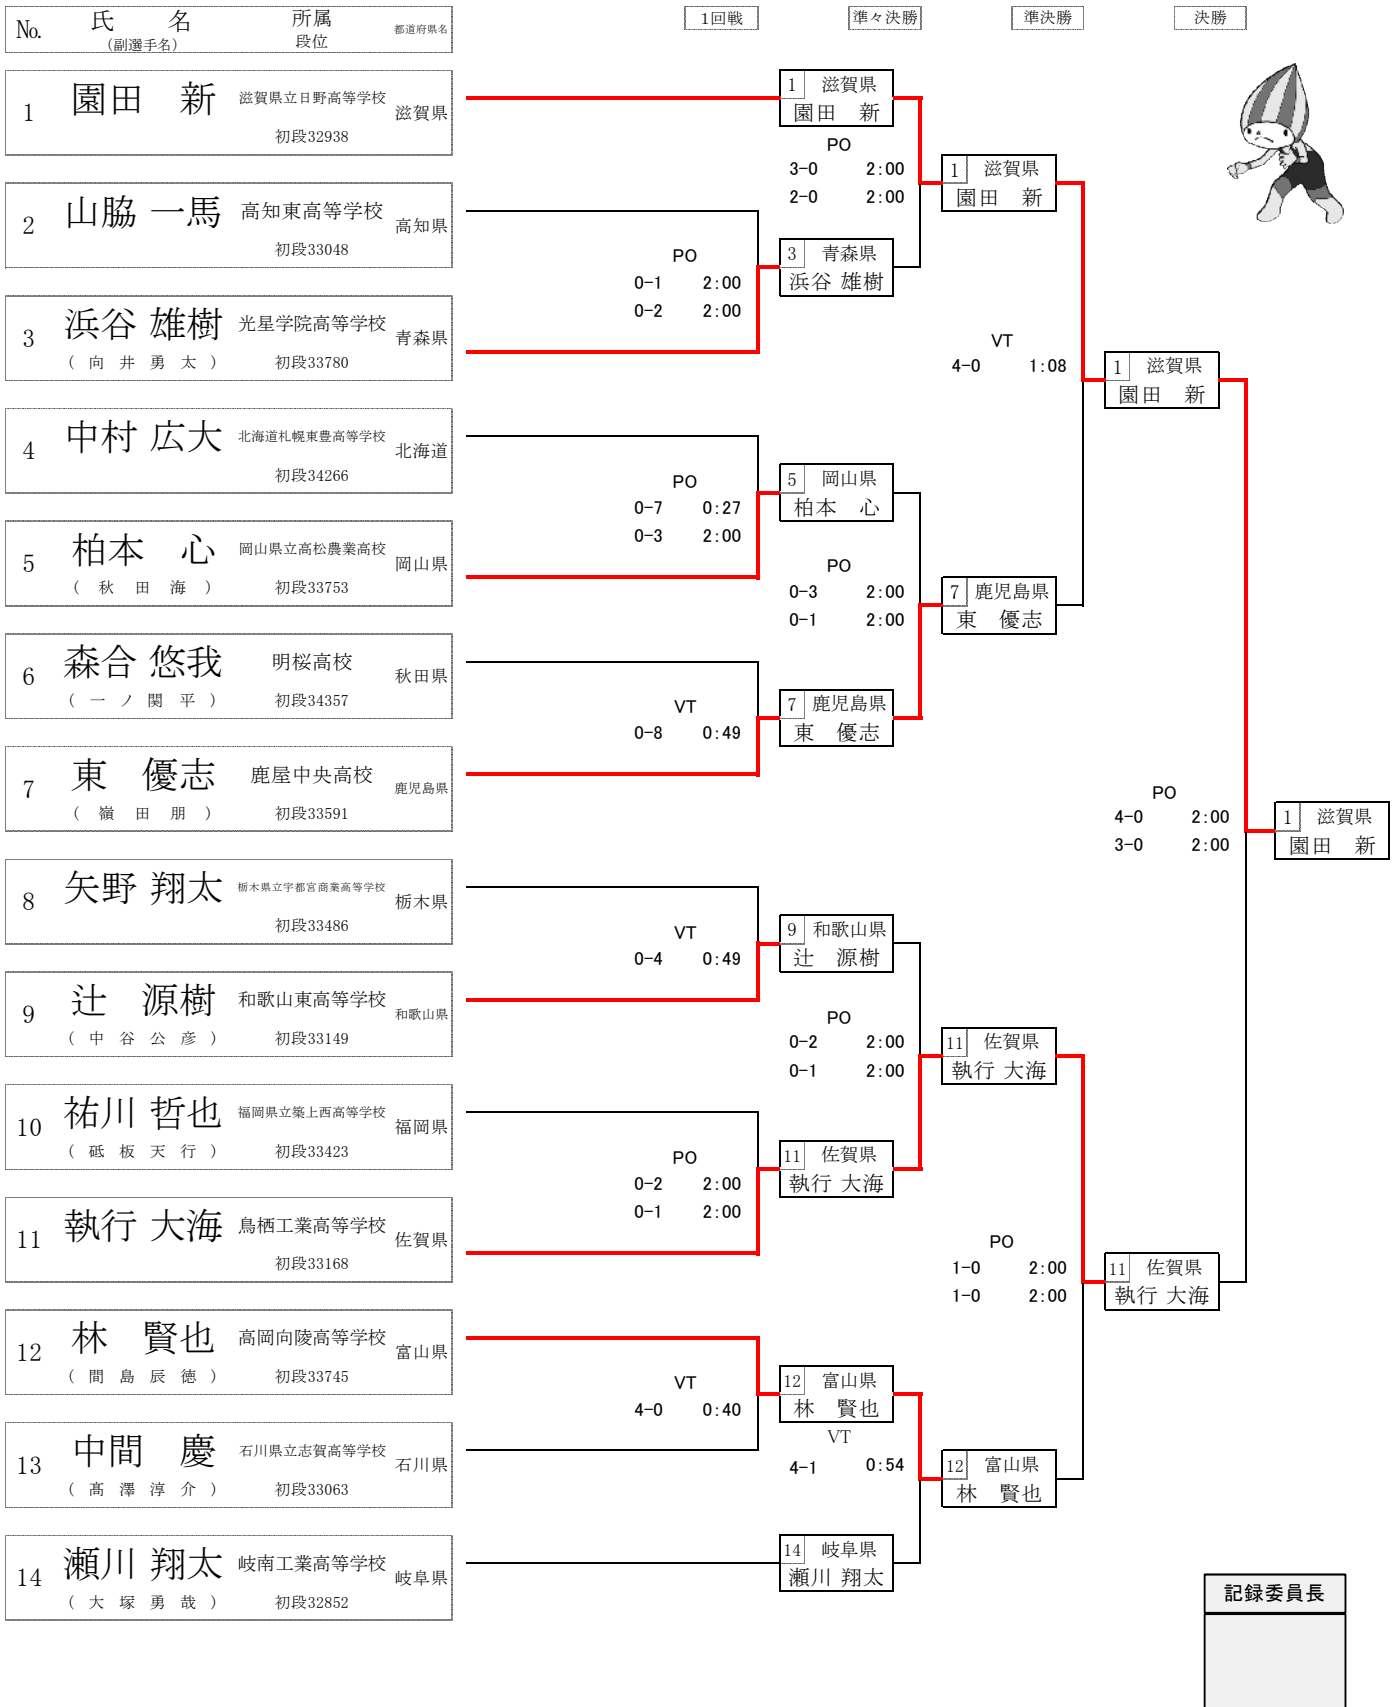 No. 氏 名 所属 都道府県名 1回戦 準々決勝 準決勝 決勝
(副選手名) 段位
1 園田 新 滋賀県立日野高等学校 滋賀県
初段32938
2 山脇 一馬 高知東高等学校 高知県
初段33048
3 浜谷 雄樹 光星学院高等学校 青森県
( 向 井 勇 太 ) 初段33780
4 中村 広大 北海道札幌東豊高等学校 北海道
初段34266
5 柏本 心 岡山県立高松農業高校 岡山県
( 秋 田 海 ) 初段33753
6 森合 悠我 明桜高校 秋田県
( 一 ノ 関 平 ) 初段34357
7 東 優志 鹿屋中央高校 鹿児島県
( 嶺 田 朋 ) 初段33591
8 矢野 翔太 栃木県立宇都宮商業高等学校 栃木県
初段33486
9 辻 源樹 和歌山東高等学校 和歌山県
( 中 谷 公 彦 ) 初段33149
10 祐川 哲也 福岡県立築上西高等学校 福岡県
( 砥 板 天 行 ) 初段33423
11 執行 大海 鳥栖工業高等学校 佐賀県
初段33168
12 林 賢也 高岡向陵高等学校 富山県
( 間 島 辰 徳 ) 初段33745
13 中間 慶 石川県立志賀高等学校 石川県
( 髙 澤 淳 介 ) 初段33063
14 瀬川 翔太 岐南工業高等学校 岐阜県
( 大 塚 勇 哉 ) 初段32852
PO
0-1 2:00
0-2 2:00
PO
0-7 0:27
0-3 2:00
VT
0-8 0:49
VT
0-4 0:49
PO
0-2 2:00
0-1 2:00
VT
4-0 0:40
1 滋賀県
園田 新
PO
3-0 2:00
2-0 2:00
3 青森県
浜谷 雄樹
5 岡山県
柏本 心
PO
0-3 2:00
0-1 2:00
7 鹿児島県
東 優志
9 和歌山県
辻 源樹
PO
0-2 2:00
0-1 2:00
11 佐賀県
執行 大海
12 富山県
林 賢也
VT
4-1 0:54
14 岐阜県
瀬川 翔太
1 滋賀県
園田 新
VT
4-0 1:08
7 鹿児島県
東 優志
11 佐賀県
執行 大海
PO
1-0 2:00
1-0 2:00
12 富山県
林 賢也
1 滋賀県
園田 新
PO
4-0 2:00
3-0 2:00
11 佐賀県
執行 大海
1 滋賀県
園田 新
記録委員長